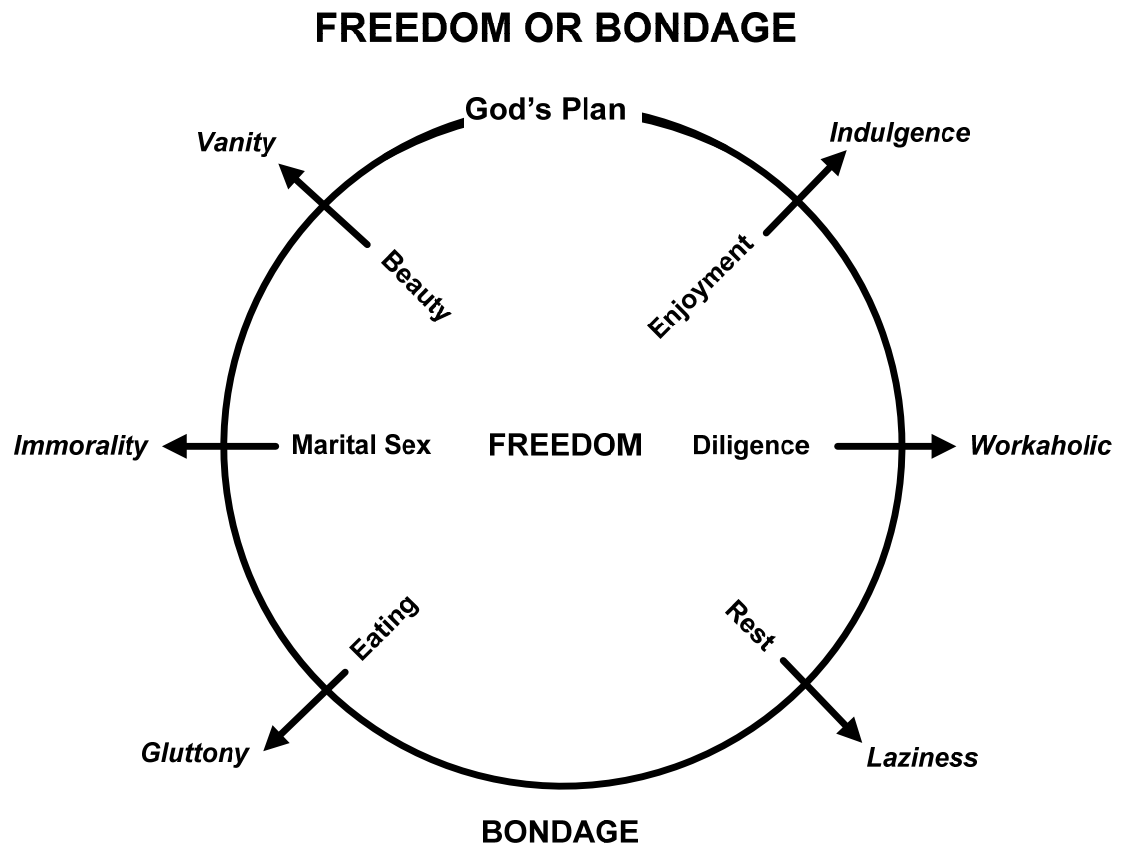 FREEDOM OR BONDAGE
God's Plan
Vanity
Indulgence
Beauty
Enjoyment
Immorality
Marital Sex
FREEDOM
Diligence
Workaholic
Eating
Rest
Gluttony
Laziness
BONDAGE